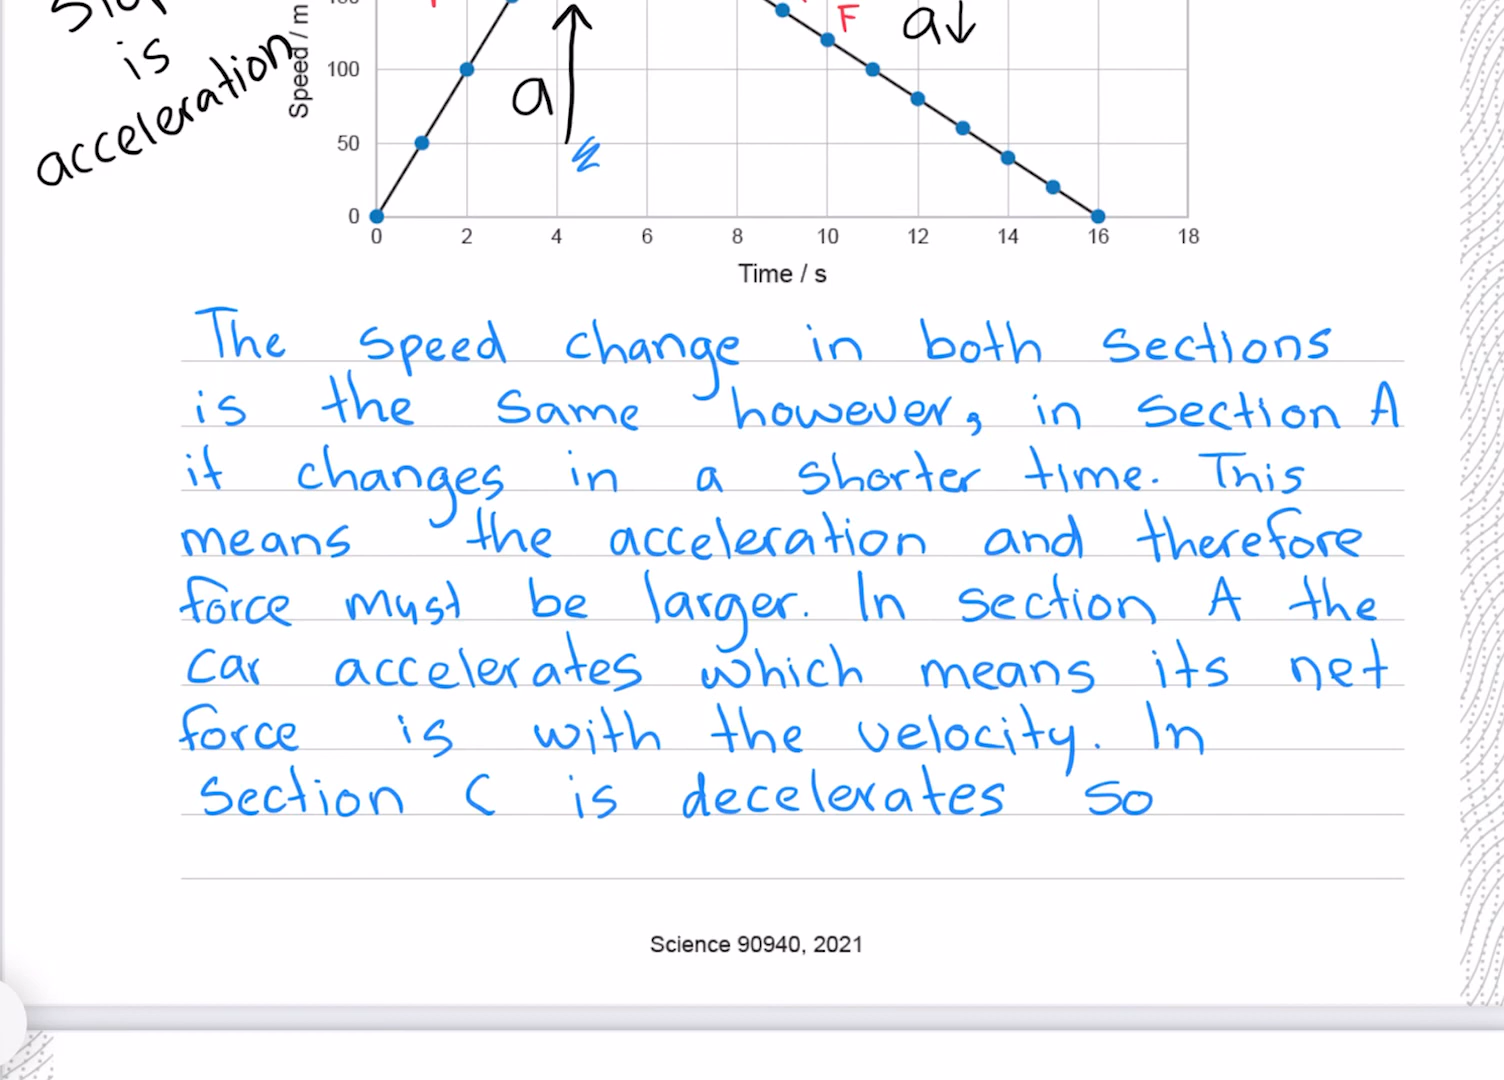 is
acceleration
Speed / m
100
50
0
a
F
a↓
0 2 4 6 8 10 12 14 16 18
Time / s
The speed change in both sections
is the same however, in section A
it changes in a shorter time. This
means the acceleration and therefore
force must be larger. In section A the
car accelerates which means its net
force is with the velocity. In
section C is decelerates so
Science 90940, 2021